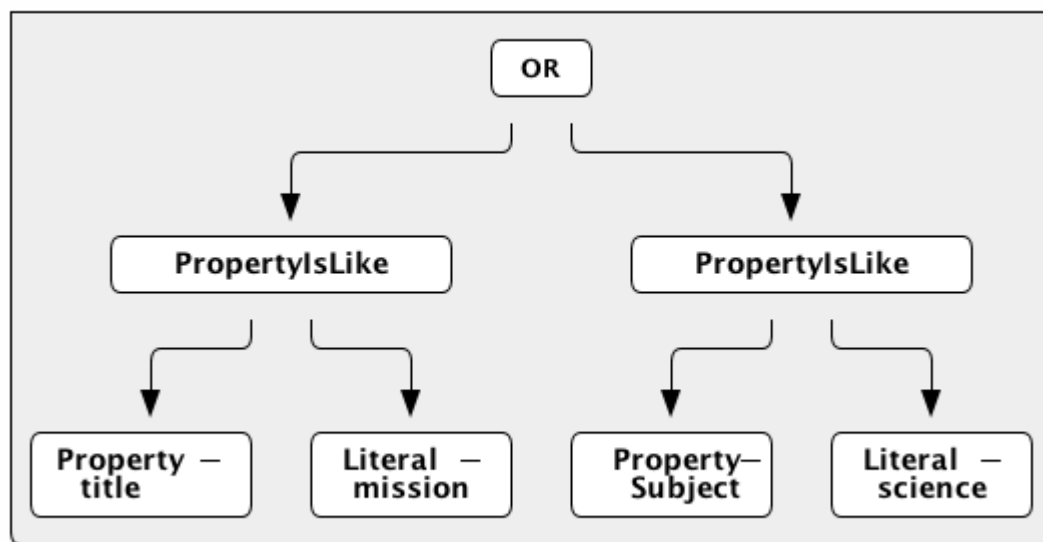 OR
PropertyIsLike
PropertyIsLike
Property –
title
Literal –
mission
Property–
Subject
Literal –
science